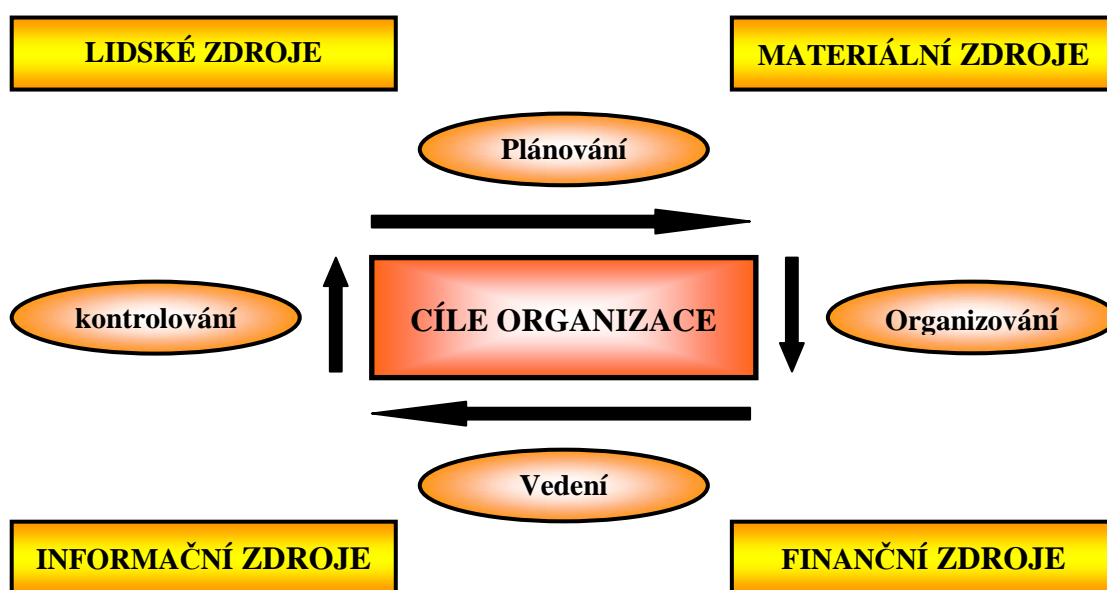 LIDSKÉ ZDROJE
MATERIÁLNÍ ZDROJE
Plánování
kontrolování
CÍLE ORGANIZACE
Organizování
Vedení
INFORMAČNÍ ZDROJE
FINANČNÍ ZDROJE